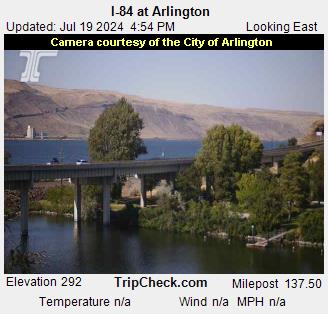 I-84 at Arlington
Updated: Jul 19 2024 4:54 PM Looking East
Camera courtesy of the City of Arlington
Elevation 292 TripCheck.com Milepost 137.50
Temperature n/a Wind n/a MPH n/a